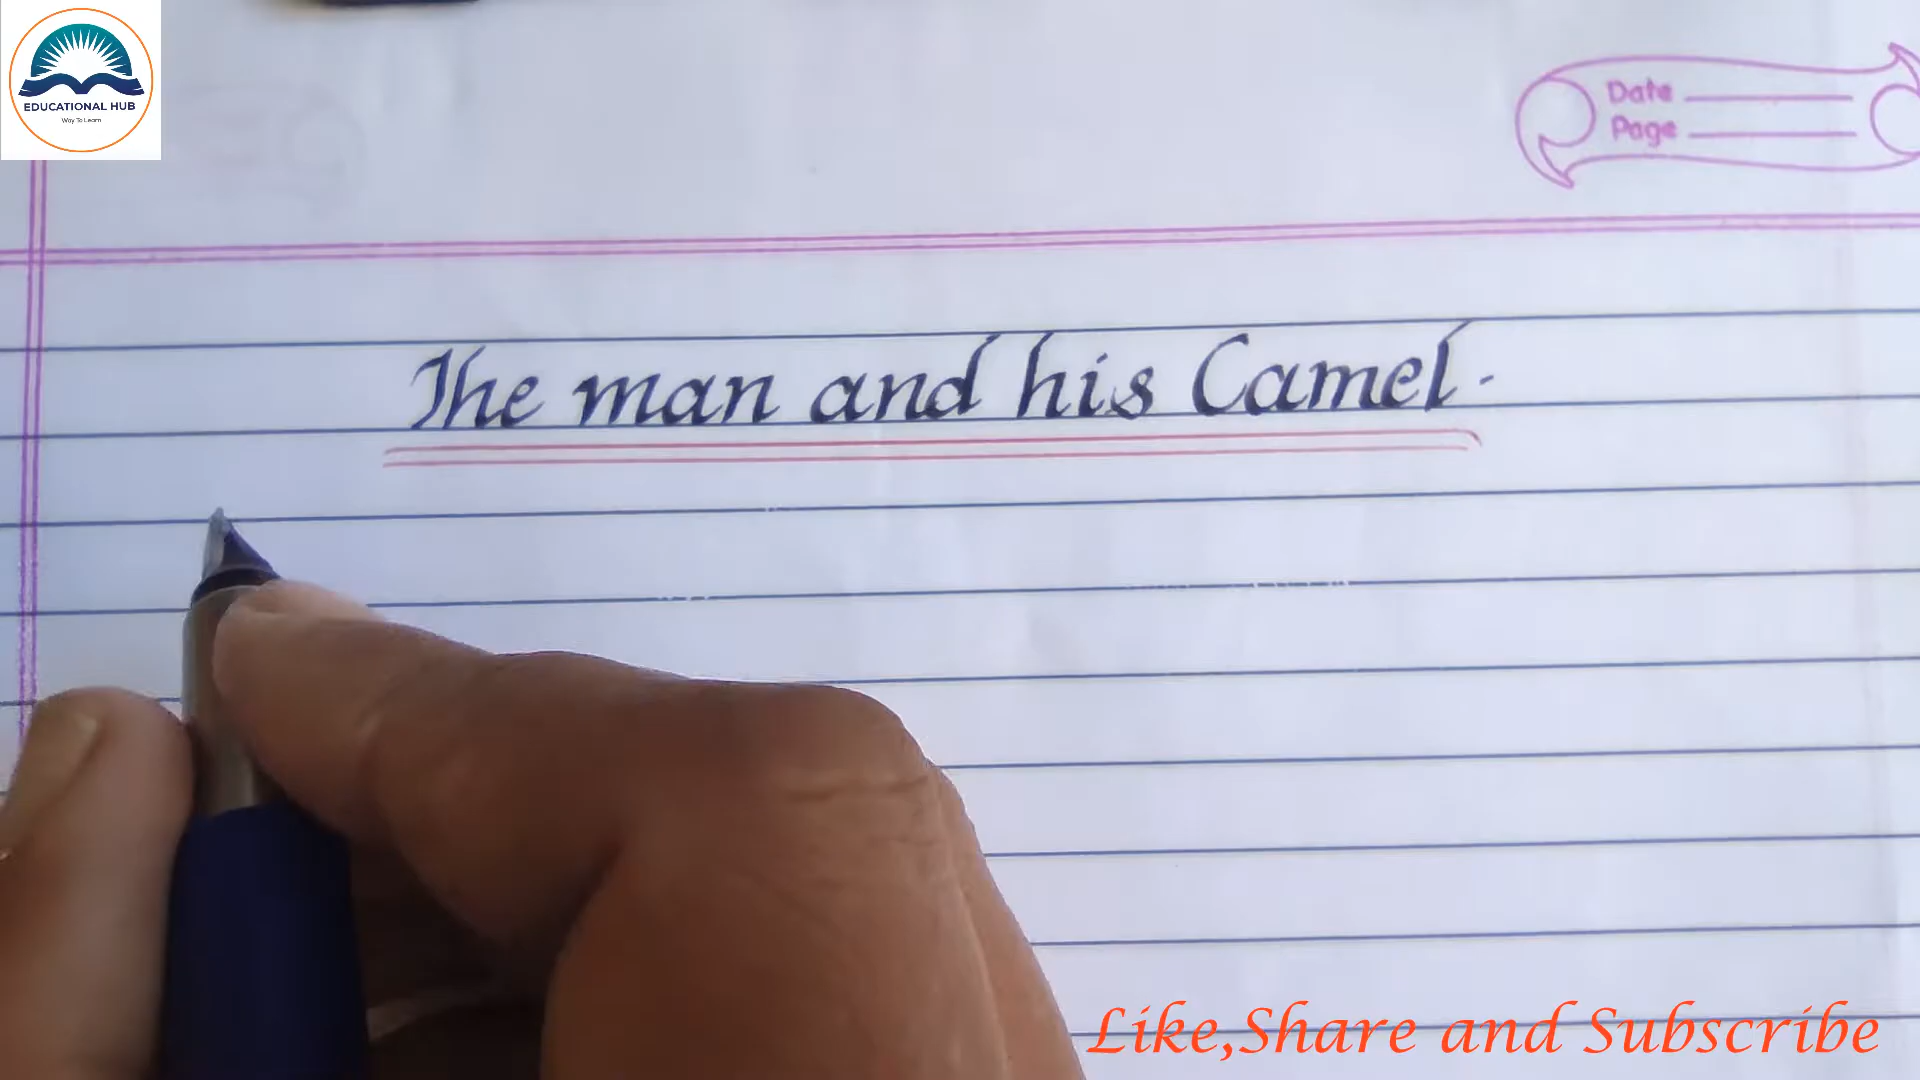 EDUCATIONAL HUB
Way To Learn
Date
Page
The man and his Camel.
Like,Share and Subscribe